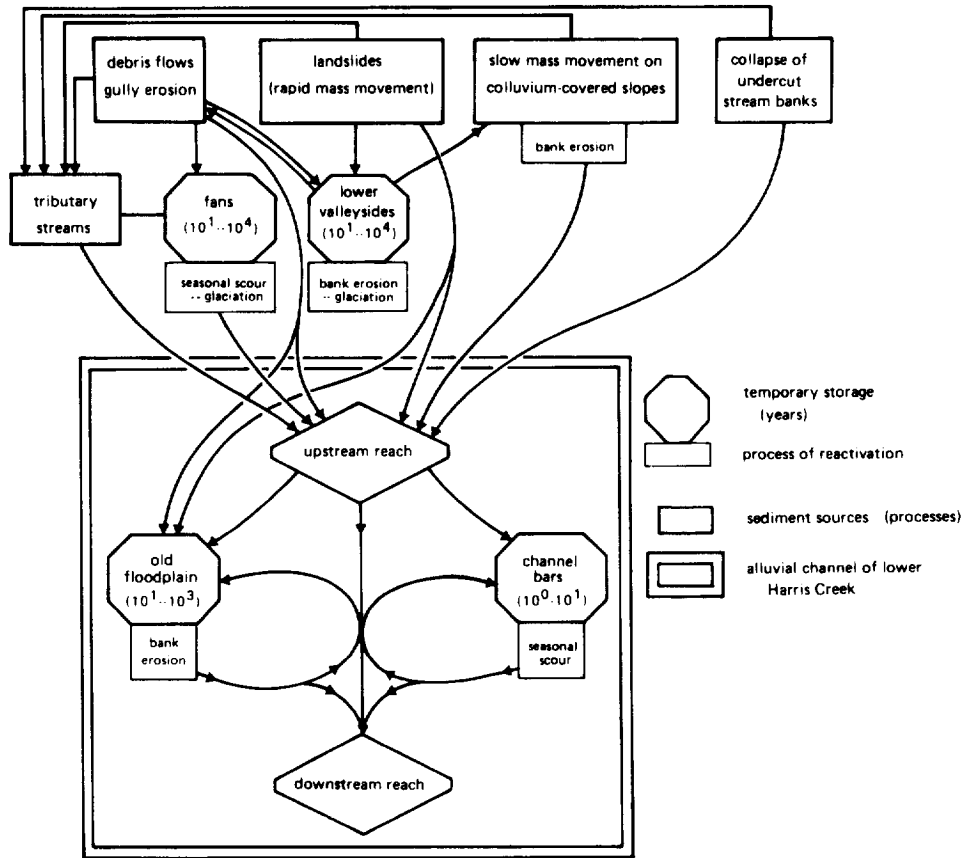 debris flows
gully erosion
landslides
(rapid mass movement)
slow mass movement on
colluvium-covered slopes
collapse of
undercut
stream banks
bank erosion
tributary
streams
fans
(10¹--10⁴)
lower
valleysides
(10¹--10⁴)
seasonal scour
--glaciation
bank erosion
-- glaciation
upstream reach
old
floodplain
(10¹--10³)
bank
erosion
channel
bars
(10⁰-10¹)
seasonal
scour
downstream reach
temporary storage
(years)
process of reactivation
sediment sources (processes)
alluvial channel of lower
Harris Creek